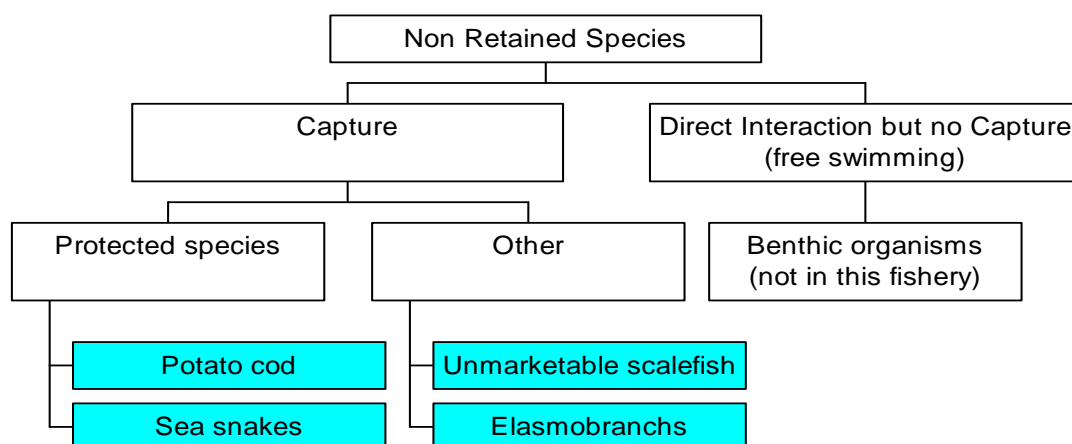 Non Retained Species
Capture
Direct Interaction but no Capture
(free swimming)
Protected species
Other
Benthic organisms
(not in this fishery)
Potato cod
Unmarketable scalefish
Sea snakes
Elasmobranchs